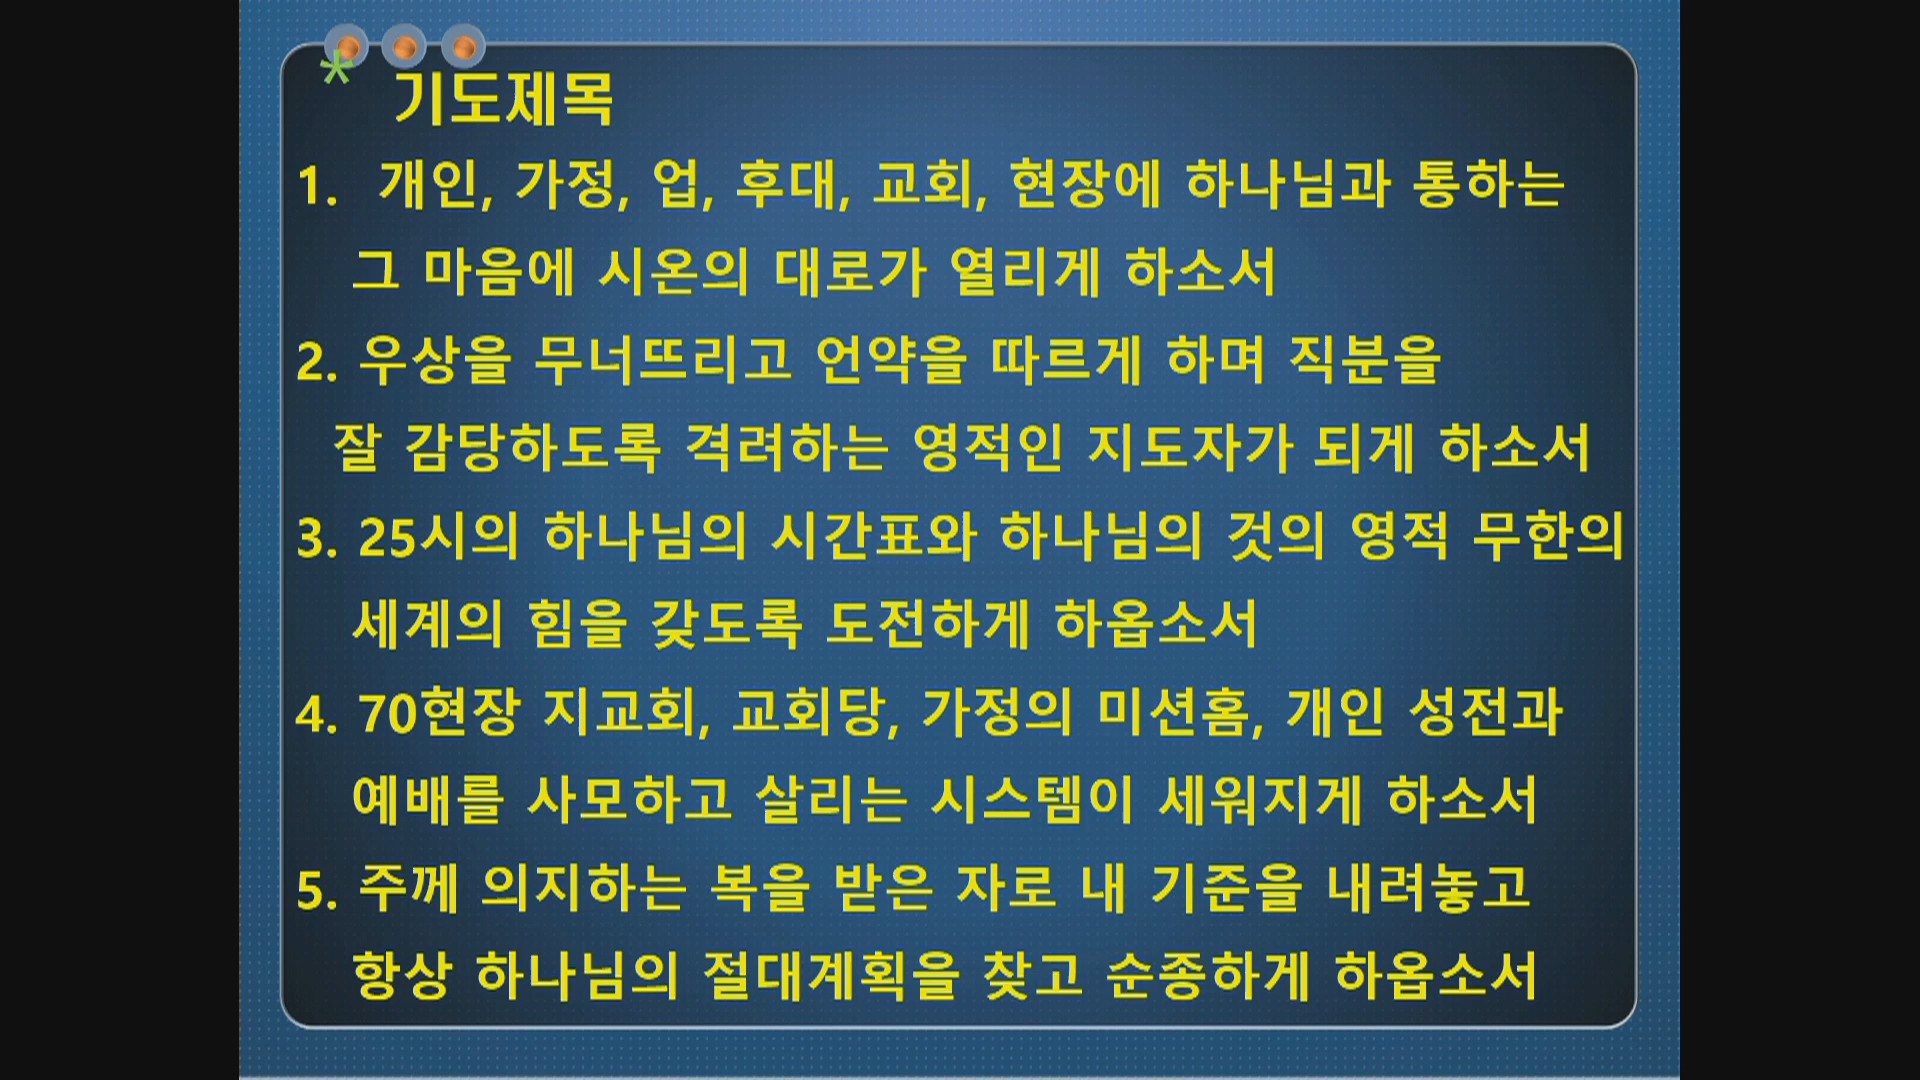 * 기도제목
1. 개인, 가정, 업, 후대, 교회, 현장에 하나님과 통하는
그 마음에 시온의 대로가 열리게 하소서
2. 우상을 무너뜨리고 언약을 따르게 하며 직분을
잘 감당하도록 격려하는 영적인 지도자가 되게 하소서
3. 25시의 하나님의 시간표와 하나님의 것의 영적 무한의
세계의 힘을 갖도록 도전하게 하옵소서
4. 70현장 지교회, 교회당, 가정의 미션홈, 개인 성전과
예배를 사모하고 살리는 시스템이 세워지게 하소서
5. 주께 의지하는 복을 받은 자로 내 기준을 내려놓고
항상 하나님의 절대계획을 찾고 순종하게 하옵소서